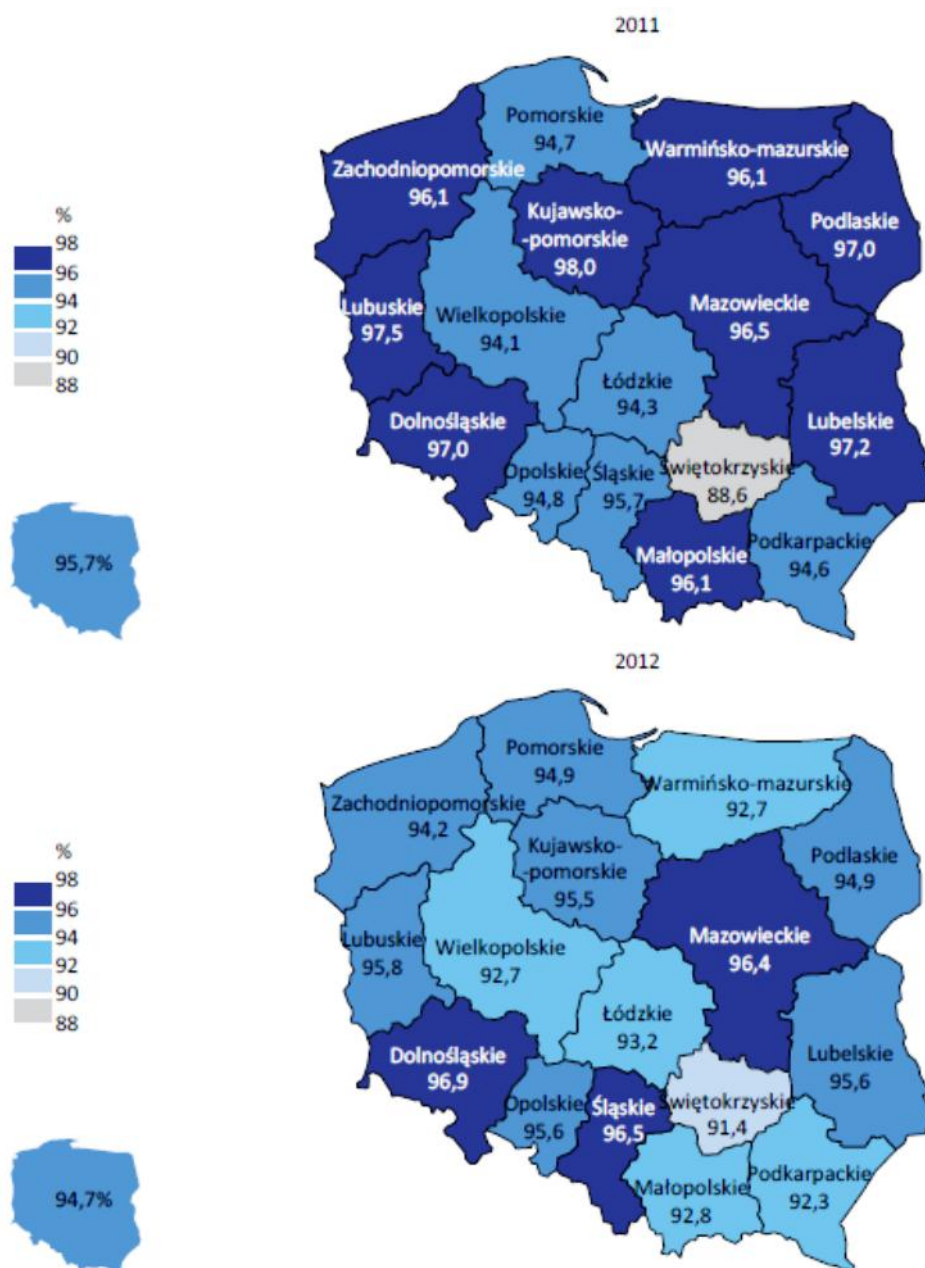 2011
Pomorskie
94,7
Zachodniopomorskie
96,1
Warmińsko-mazurskie
96,1
Kujawsko-
-pomorskie
98,0
Podlaskie
97,0
Lubuskie
97,5
Wielkopolskie
94,1
Mazowieckie
96,5
Łódzkie
94,3
Dolnośląskie
97,0
Lubelskie
97,2
Opolskie
94,8
Śląskie
95,7
Świętokrzyskie
88,6
Małopolskie
96,1
Podkarpackie
94,6
%
98
96
94
92
90
88
95,7%
2012
Pomorskie
94,9
Zachodniopomorskie
94,2
Warmińsko-mazurskie
92,7
Kujawsko-
-pomorskie
95,5
Podlaskie
94,9
Lubuskie
95,8
Wielkopolskie
92,7
Mazowieckie
96,4
Łódzkie
93,2
Dolnośląskie
96,9
Lubelskie
95,6
Opolskie
95,6
Śląskie
96,5
Świętokrzyskie
91,4
Małopolskie
92,8
Podkarpackie
92,3
%
98
96
94
92
90
88
94,7%